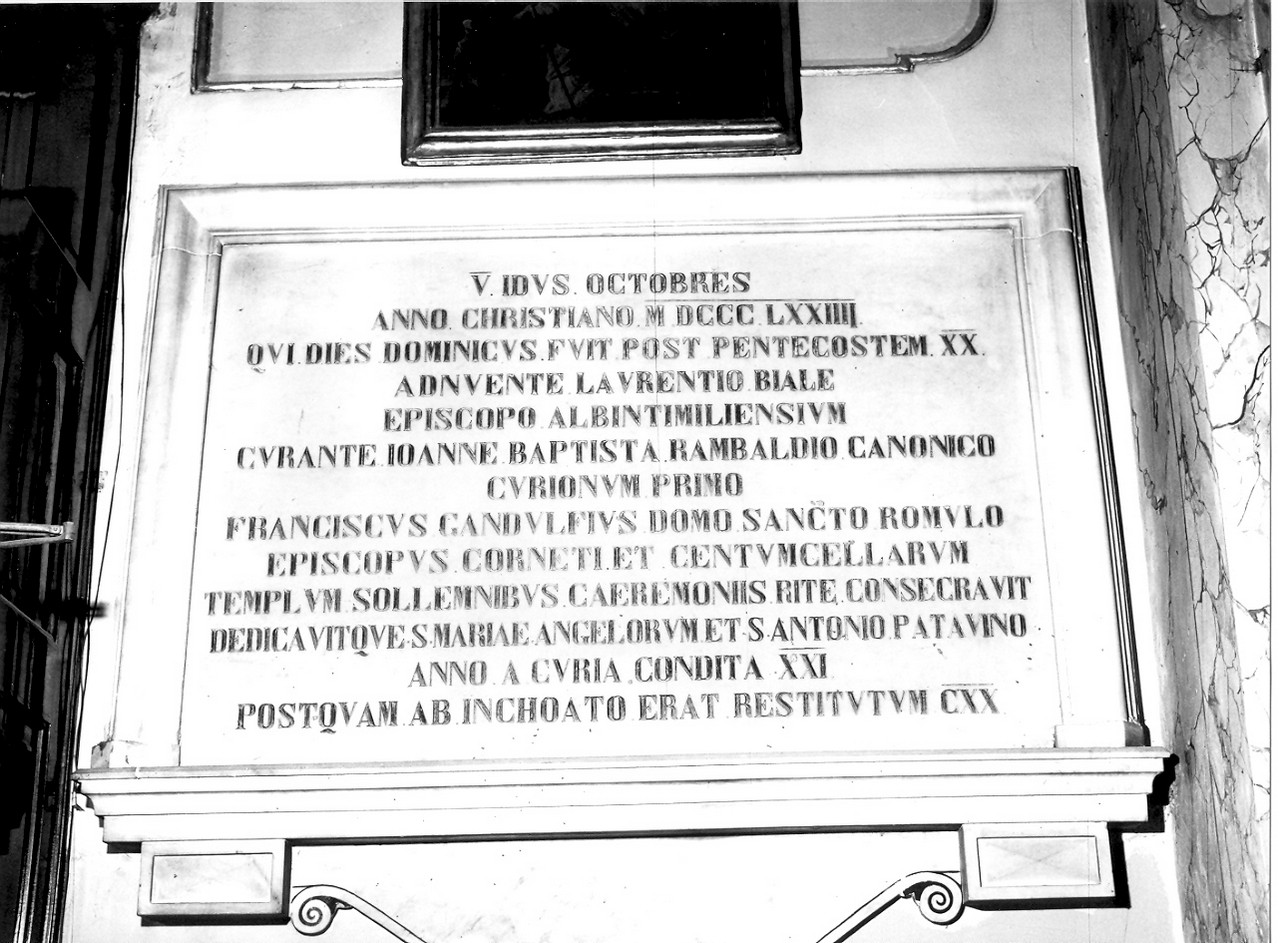 V. IDVS. OCTOBRES
ANNO. CHRISTIANO. M DCCC. LXXIIII.
QVI. DIES. DOMINICVS. FVIT. POST. PENTECOSTEM. XX.
ADNVENTE. LAVRENTIO. BIALE
EPISCOPO. ALBINTIMILIENSIVM
CVRANTE. IOANNE. BAPTISTA. RAMBALDIO. CANONICO
CVRIONVM. PRIMO
FRANCISCVS. GANDVLFIVS. DOMO. SANCTO. ROMVLO
EPISCOPVS. CORNETI. ET. CENTVMCELLARVM
TEMPLVM. SOLLEMNIBVS. CAEREMONIIS. RITE. CONSECRAVIT
DEDICAVITQVE. S. MARIAE. ANGELORVM. ET. S. ANTONIO. PATAVINO
ANNO. A. CVRIA. CONDITA. XXI
POSTQVAM. AB. INCHOATO. ERAT. RESTITVTVM. CXX